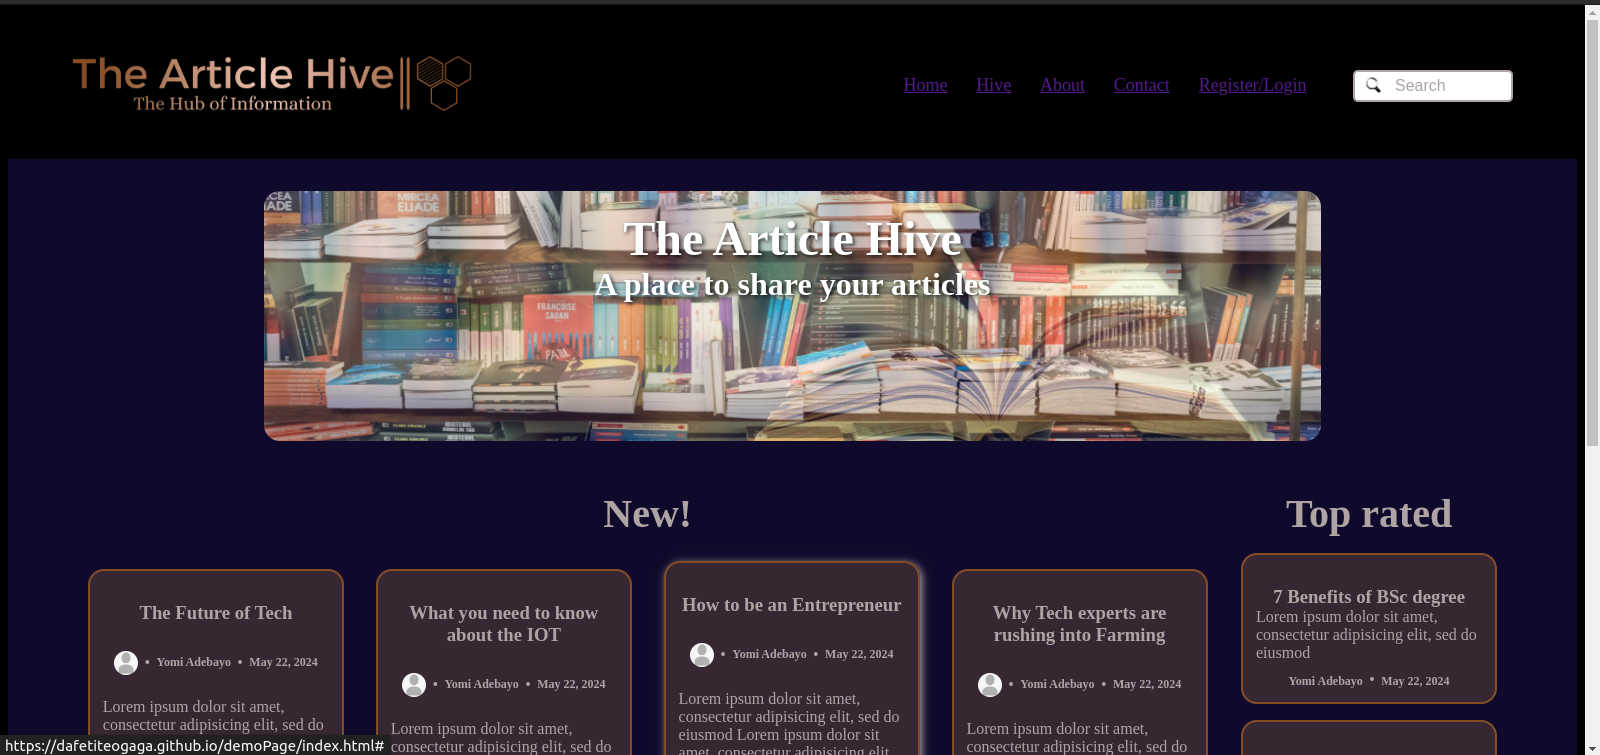 The Article Hive
The Hub of Information
Home Hive About Contact Register/Login
Search
MIRCEA
ELIADE
The Article Hive
A place to share your articles
FRANÇOISE
SAGAN
New!
Top rated
The Future of Tech
• Yomi Adebayo • May 22, 2024
Lorem ipsum dolor sit amet,
consectetur adipisicing elit, sed do
What you need to know
about the IOT
• Yomi Adebayo • May 22, 2024
Lorem ipsum dolor sit amet,
consectetur adipisicing elit, sed do
How to be an Entrepreneur
• Yomi Adebayo • May 22, 2024
Lorem ipsum dolor sit amet,
consectetur adipisicing elit, sed do
eiusmod Lorem ipsum dolor sit
amet, consectetur adipisicing elit,
Why Tech experts are
rushing into Farming
• Yomi Adebayo • May 22, 2024
Lorem ipsum dolor sit amet,
consectetur adipisicing elit, sed do
7 Benefits of BSc degree
Lorem ipsum dolor sit amet,
consectetur adipisicing elit, sed do
eiusmod
Yomi Adebayo • May 22, 2024
https://dafetiteogaga.github.io/demoPage/index.html#